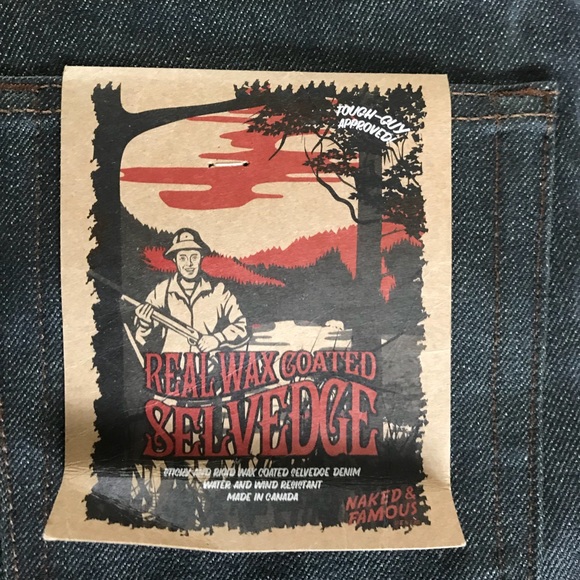 TOUGH-GUY
APPROVED!
REAL WAX COATED
SELVEDGE
STICKY AND RIGID WAX COATED SELVEDGE DENIM
WATER AND WIND RESISTANT
MADE IN CANADA
NAKED &
FAMOUS